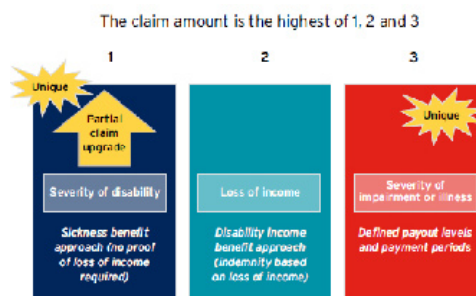 The claim amount is the highest of 1, 2 and 3
1
2
3
Unique
Partial
claim
upgrade
Severity of disability
Sickness benefit
approach (no proof
of loss of income
required)
Loss of income
Disability Income
benefit approach
(indemnity based
on loss of income)
Unique
Severity of
impairment or illness
Defined payout levels
and payment periods